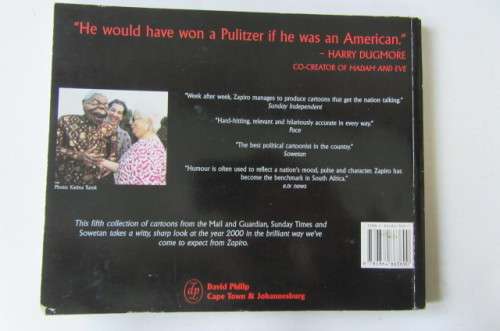 "He would have won a Pulitzer if he was an American."
– HARRY DUGMORE
CO-CREATOR OF MADAM AND EVE
"Week after week, Zapiro manages to produce cartoons that get the nation talking."
Sunday Independent
"Hard-hitting, relevant and hilariously accurate in every way."
Pace
"The best political cartoonist in the country."
Sowetan
"Humour is often used to reflect a nation's mood, pulse and character. Zapiro has
become the benchmark in South Africa."
e.tv news
Photo: Karina Turok
This fifth collection of cartoons from the Mail and Guardian, Sunday Times and
Sowetan takes a witty, sharp look at the year 2000 in the brilliant way we've
come to expect from Zapiro.
dp
David Philip
Cape Town & Johannesburg